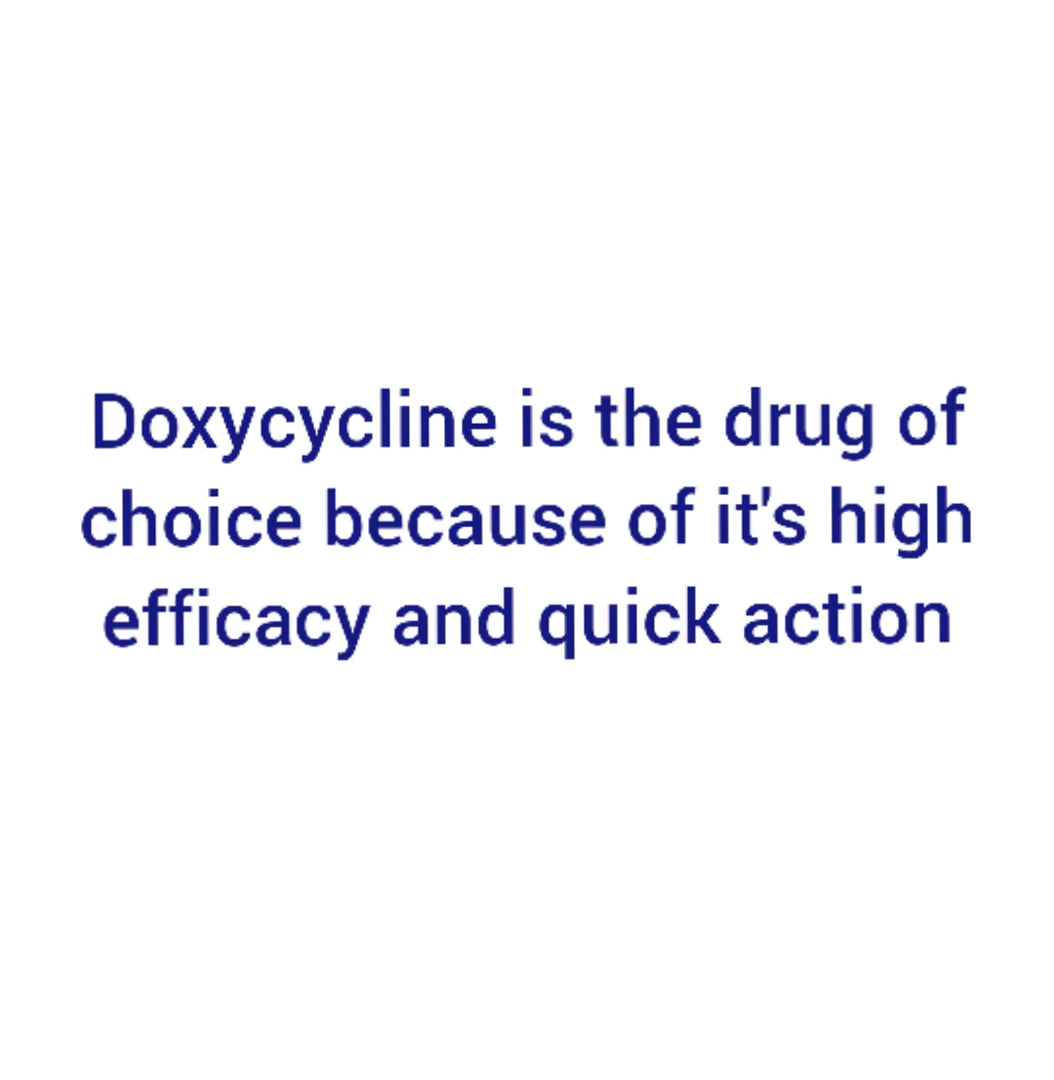 Doxycycline is the drug of
choice because of it's high
efficacy and quick action